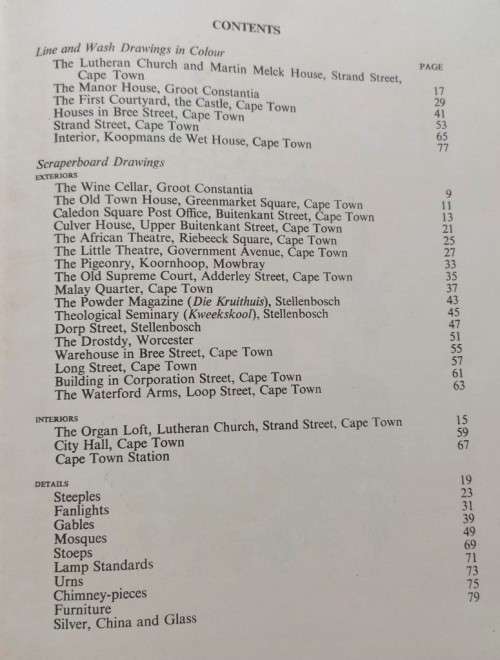 CONTENTS
Line and Wash Drawings in Colour
PAGE
The Lutheran Church and Martin Melck House, Strand Street,
Cape Town 17
The Manor House, Groot Constantia 29
The First Courtyard, the Castle, Cape Town 41
Houses in Bree Street, Cape Town 53
Strand Street, Cape Town 65
Interior, Koopmans de Wet House, Cape Town 77
Scraperboard Drawings
EXTERIORS
The Wine Cellar, Groot Constantia 9
The Old Town House, Greenmarket Square, Cape Town 11
Caledon Square Post Office, Buitenkant Street, Cape Town 13
Culver House, Upper Buitenkant Street, Cape Town 21
The African Theatre, Riebeeck Square, Cape Town 25
The Little Theatre, Government Avenue, Cape Town 27
The Pigeonry, Koornhoop, Mowbray 33
The Old Supreme Court, Adderley Street, Cape Town 35
Malay Quarter, Cape Town 37
The Powder Magazine (Die Kruithuis), Stellenbosch 43
Theological Seminary (Kweekskool), Stellenbosch 45
Dorp Street, Stellenbosch 47
The Drostdy, Worcester 51
Warehouse in Bree Street, Cape Town 55
Long Street, Cape Town 57
Building in Corporation Street, Cape Town 61
The Waterford Arms, Loop Street, Cape Town 63
INTERIORS
The Organ Loft, Lutheran Church, Strand Street, Cape Town 15
City Hall, Cape Town 59
Cape Town Station 67
DETAILS
Steeples 19
Fanlights 23
Gables 31
Mosques 39
Stoeps 49
Lamp Standards 69
Urns 71
Chimney-pieces 73
Furniture 75
Silver, China and Glass 79